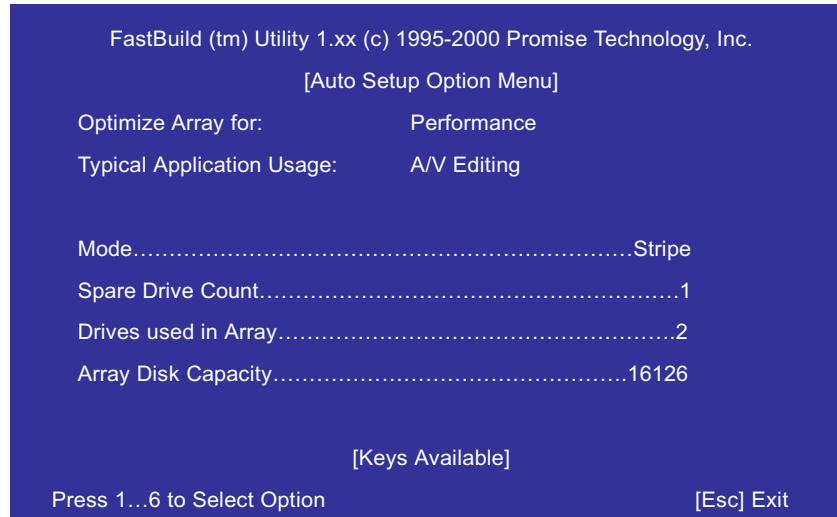 FastBuild (tm) Utility 1.xx (c) 1995-2000 Promise Technology, Inc.
[Auto Setup Option Menu]
Optimize Array for: Performance
Typical Application Usage: A/V Editing
Mode……………………………………………………………Stripe
Spare Drive Count………………………………………………….1
Drives used in Array……………………………………………….2
Array Disk Capacity………………………………………….16126
[Keys Available]
Press 1…6 to Select Option [Esc] Exit